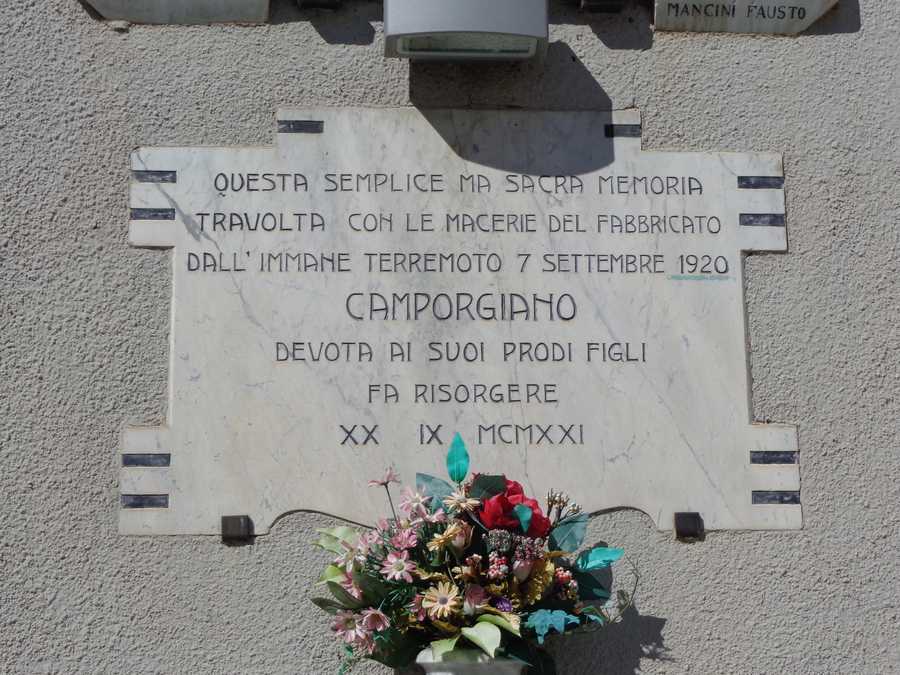 MANCINI FAUSTO
QUESTA SEMPLICE MA SACRA MEMORIA
TRAVOLTA CON LE MACERIE DEL FABBRICATO
DALL'IMMANE TERREMOTO 7 SETTEMBRE 1920
CAMPORGIANO
DEVOTA AI SUOI PRODI FIGLI
FA RISORGERE
XX IX MCMXXI